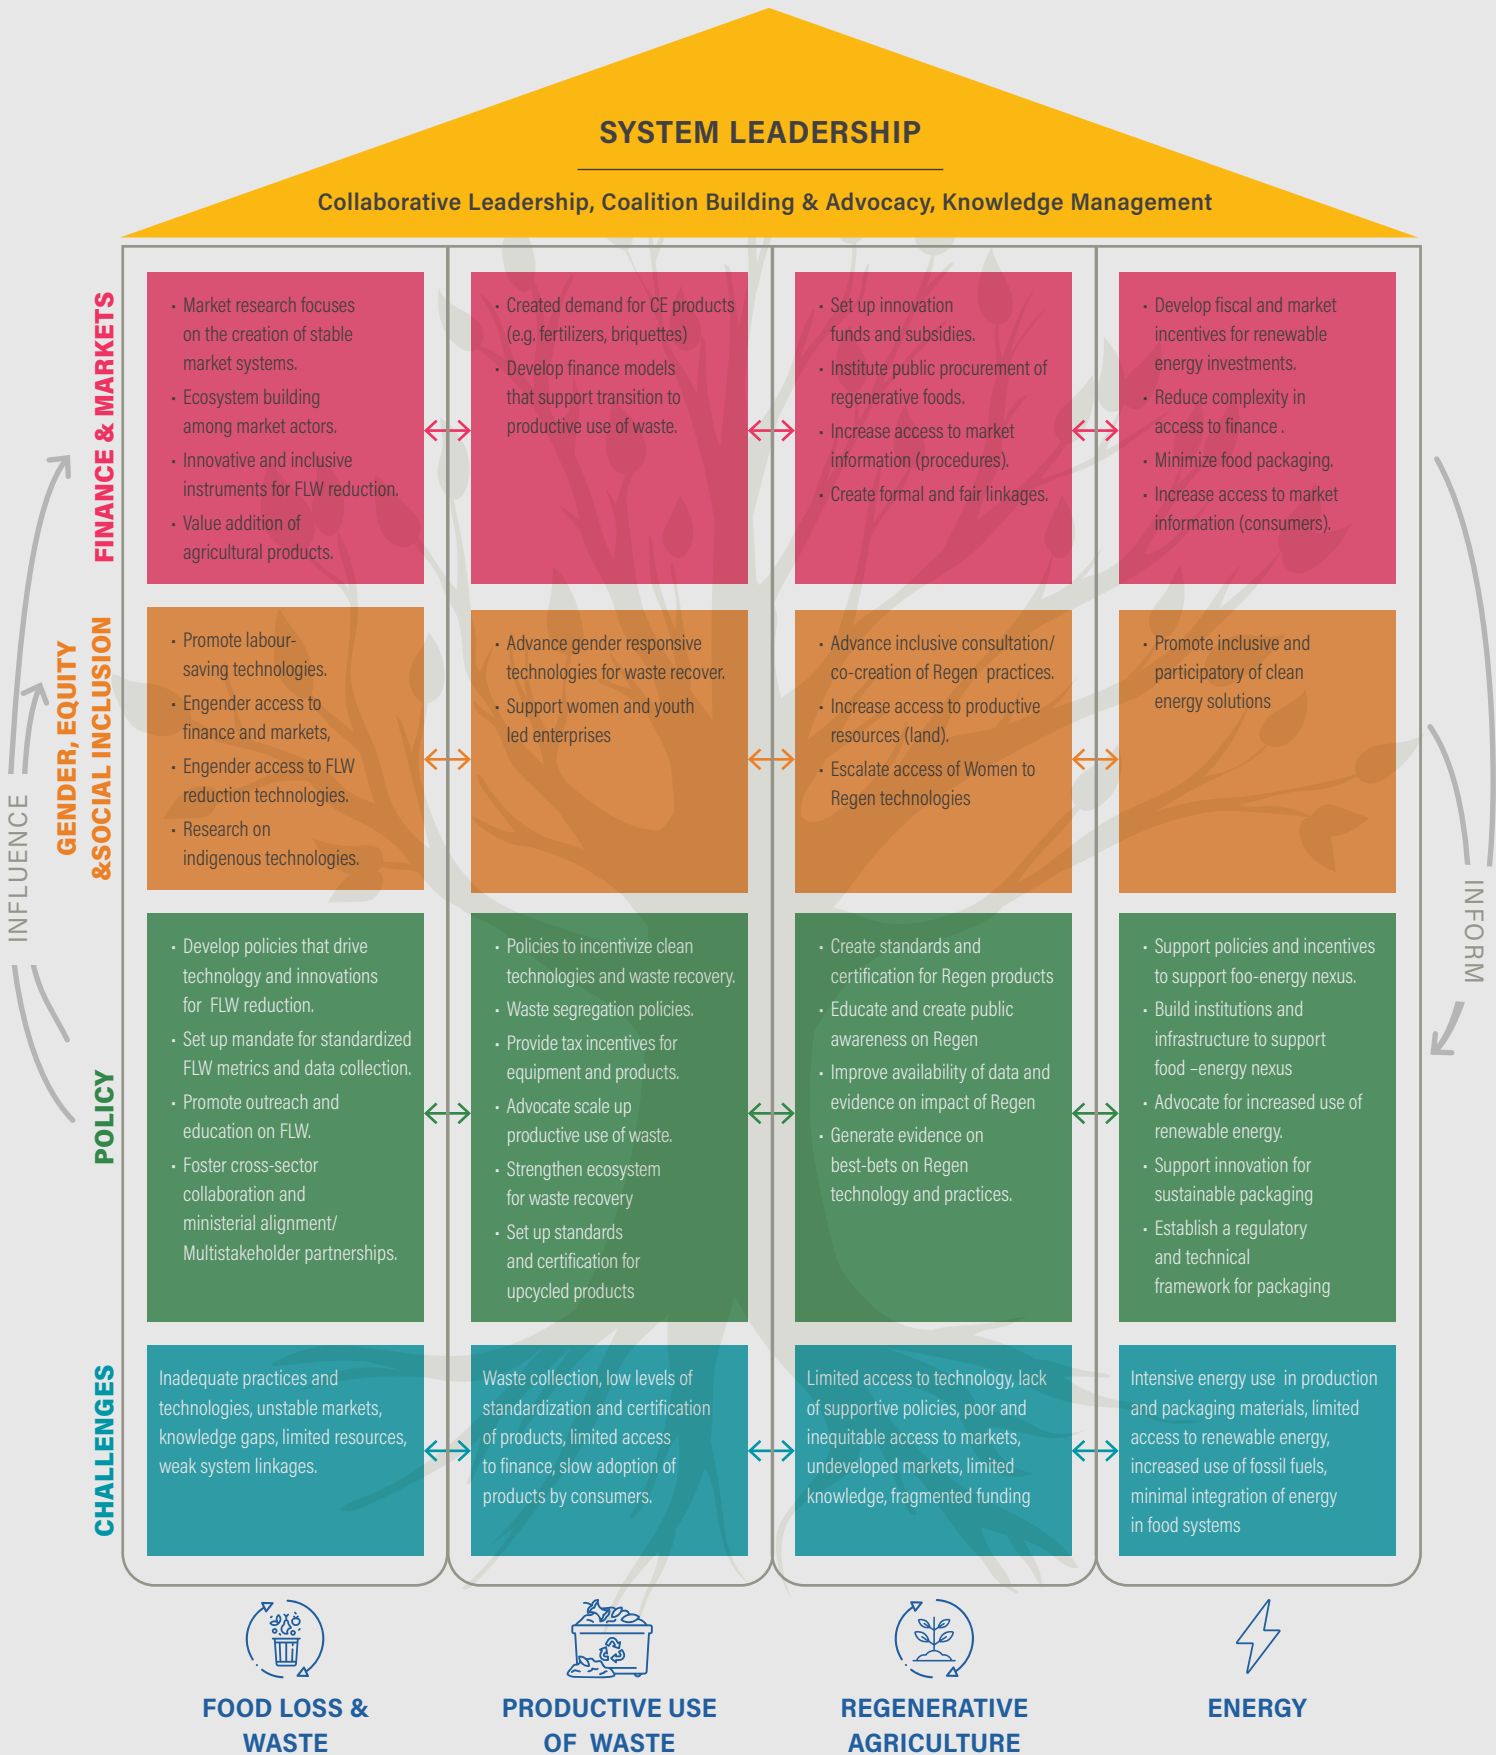 SYSTEM LEADERSHIP
Collaborative Leadership, Coalition Building & Advocacy, Knowledge Management
FINANCE & MARKETS
• Market research focuses
on the creation of stable
market systems.
• Ecosystem building
among market actors.
• Innovative and inclusive
instruments for FLW reduction.
• Value addition of
agricultural products.
• Created demand for CE products
(e.g. fertilizers, briquettes)
• Develop finance models
that support transition to
productive use of waste.
• Set up innovation
funds and subsidies.
• Institute public procurement of
regenerative foods.
• Increase access to market
information (procedures).
• Create formal and fair linkages.
• Develop fiscal and market
incentives for renewable
energy investments.
• Reduce complexity in
access to finance .
• Minimize food packaging.
• Increase access to market
information (consumers).
GENDER, EQUITY
&SOCIAL INCLUSION
• Promote labour-
saving technologies.
• Engender access to
finance and markets,
• Engender access to FLW
reduction technologies.
• Research on
indigenous technologies.
• Advance gender responsive
technologies for waste recover.
• Support women and youth
led enterprises
• Advance inclusive consultation/
co-creation of Regen practices.
• Increase access to productive
resources (land).
• Escalate access of Women to
Regen technologies
• Promote inclusive and
participatory of clean
energy solutions
INFLUENCE
INFORM
POLICY
• Develop policies that drive
technology and innovations
for FLW reduction.
• Set up mandate for standardized
FLW metrics and data collection.
• Promote outreach and
education on FLW.
• Foster cross-sector
collaboration and
ministerial alignment/
Multistakeholder partnerships.
• Policies to incentivize clean
technologies and waste recovery.
• Waste segregation policies.
• Provide tax incentives for
equipment and products.
• Advocate scale up
productive use of waste.
• Strengthen ecosystem
for waste recovery
• Set up standards
and certification for
upcycled products
• Create standards and
certification for Regen products
• Educate and create public
awareness on Regen
• Improve availability of data and
evidence on impact of Regen
• Generate evidence on
best-bets on Regen
technology and practices.
• Support policies and incentives
to support foo-energy nexus.
• Build institutions and
infrastructure to support
food –energy nexus
• Advocate for increased use of
renewable energy.
• Support innovation for
sustainable packaging
• Establish a regulatory
and technical
framework for packaging
CHALLENGES
Inadequate practices and
technologies, unstable markets,
knowledge gaps, limited resources,
weak system linkages.
Waste collection, low levels of
standardization and certification
of products, limited access
to finance, slow adoption of
products by consumers.
Limited access to technology, lack
of supportive policies, poor and
inequitable access to markets,
undeveloped markets, limited
knowledge, fragmented funding
Intensive energy use in production
and packaging materials, limited
access to renewable energy,
increased use of fossil fuels,
minimal integration of energy
in food systems
FOOD LOSS &
WASTE
PRODUCTIVE USE
OF WASTE
REGENERATIVE
AGRICULTURE
ENERGY